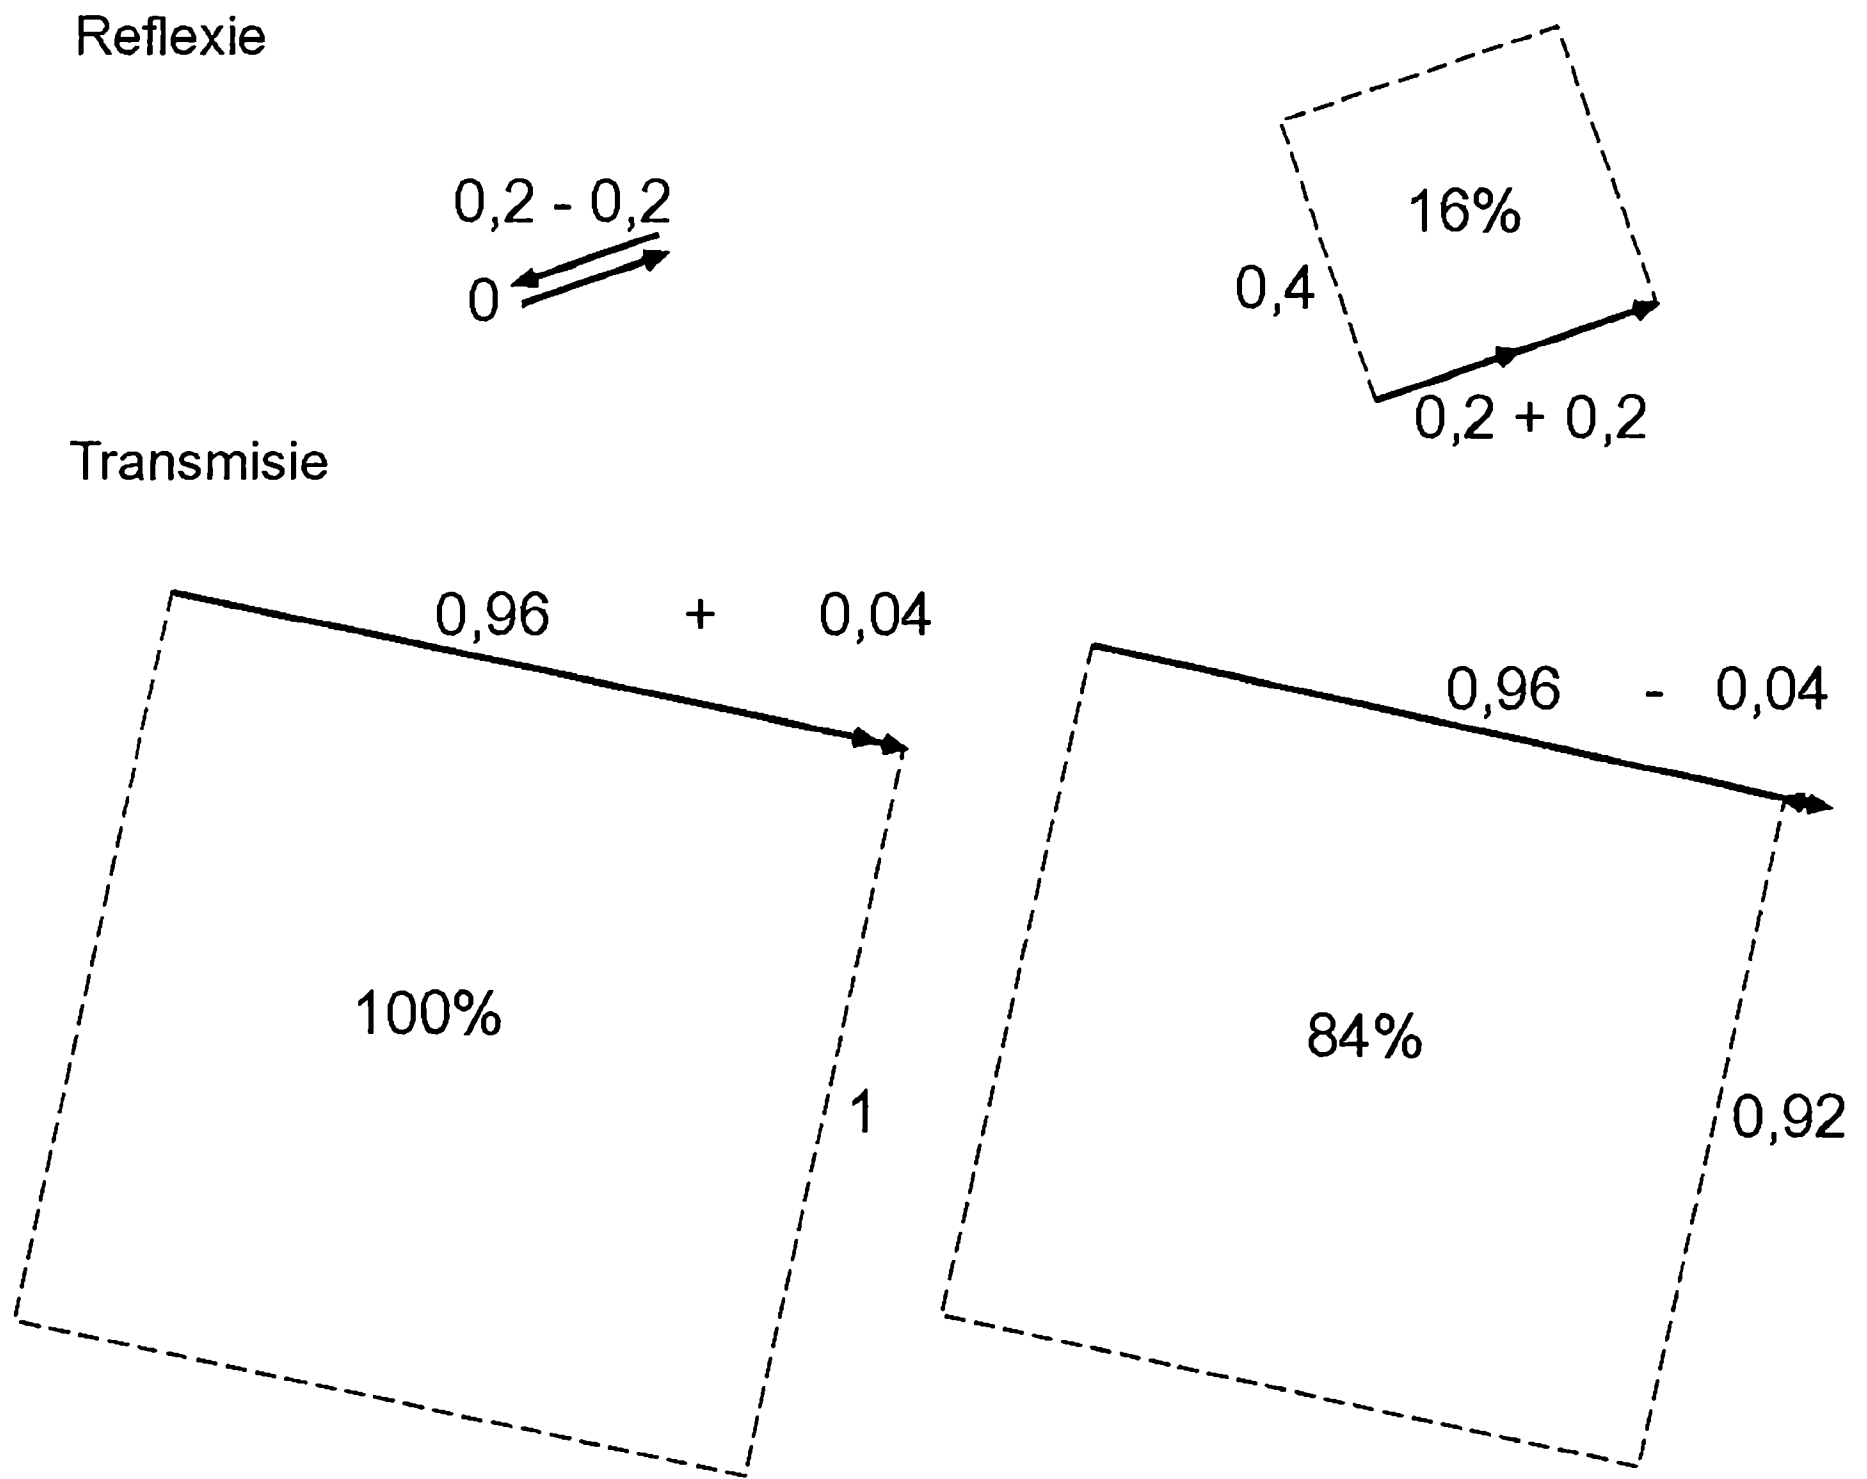 Reflexie
0,2 - 0,2
0
16%
0,4
0,2 + 0,2
Transmisie
0,96 + 0,04
100%
1
0,96 - 0,04
84%
0,92